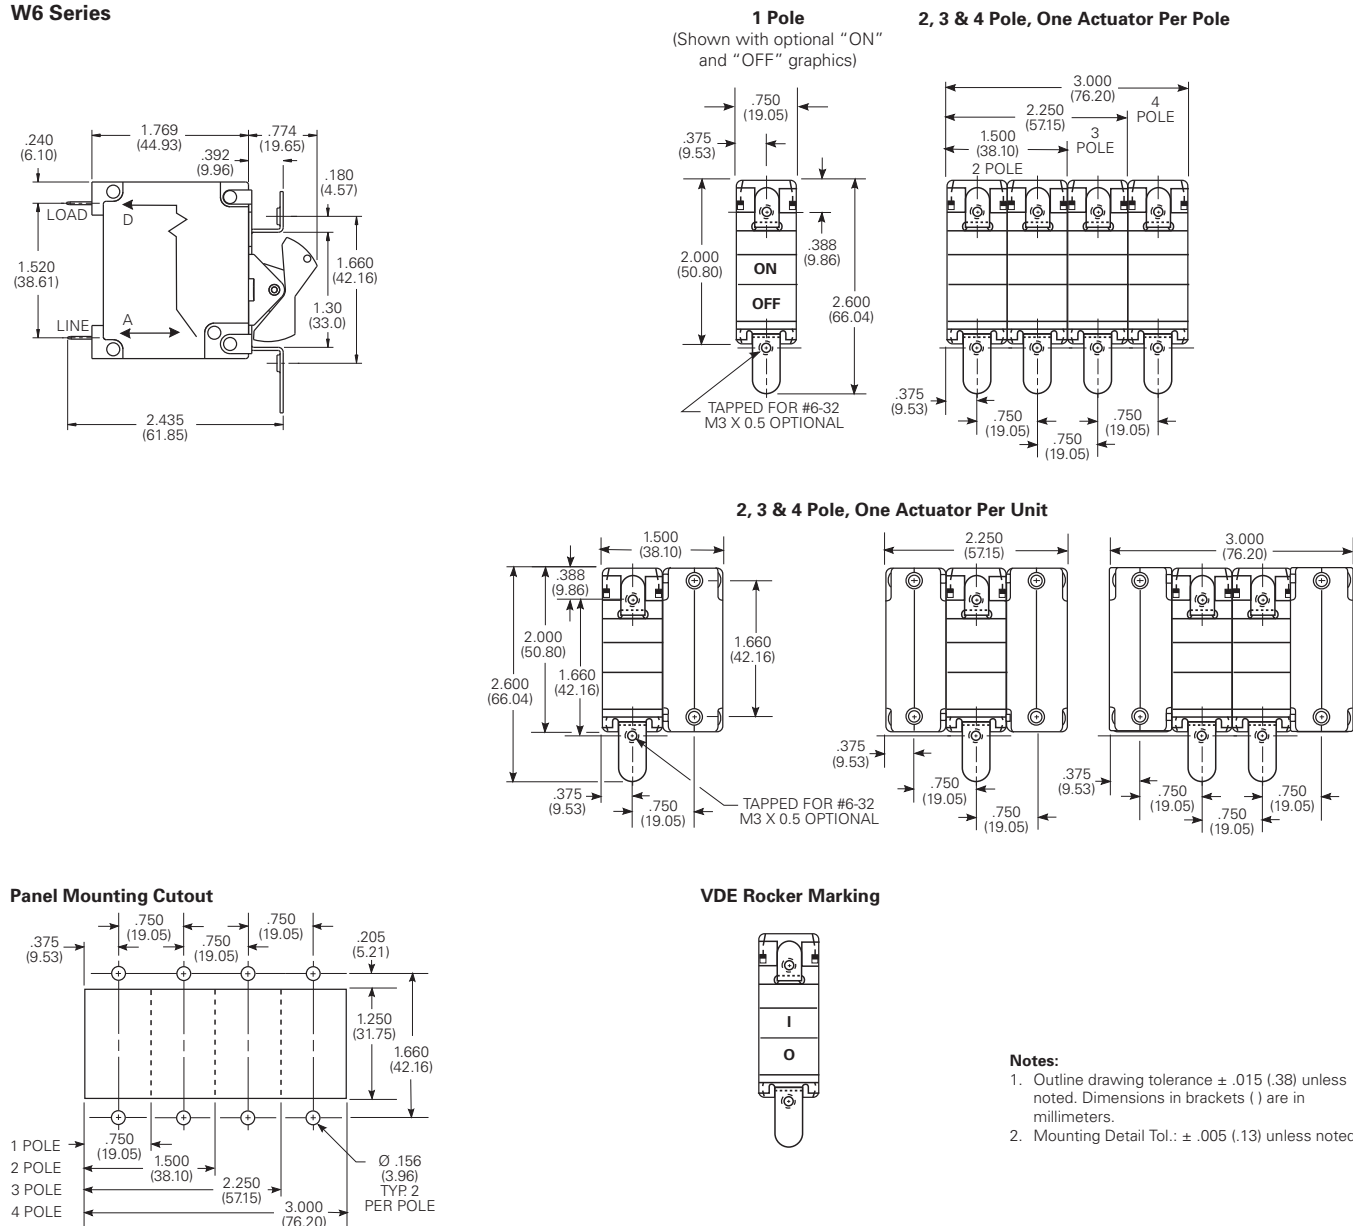 W6 Series
1 Pole
(Shown with optional “ON”
and “OFF” graphics)
2, 3 & 4 Pole, One Actuator Per Pole
.240
(6.10)
1.769
(44.93)
.774
(19.65)
.392
(9.96)
.180
(4.57)
LOAD
D
1.520
(38.61)
1.660
(42.16)
1.30
(33.0)
LINE
A
2.435
(61.85)
.750
(19.05)
.375
(9.53)
2.000
(50.80)
.388
(9.86)
ON
OFF
2.600
(66.04)
TAPPED FOR #6-32
M3 X 0.5 OPTIONAL
3.000
(76.20)
4
POLE
2.250
(57.15)
3
POLE
1.500
(38.10)
2 POLE
.375
(9.53)
.750
(19.05)
.750
(19.05)
.750
(19.05)
2, 3 & 4 Pole, One Actuator Per Unit
1.500
(38.10)
.388
(9.86)
2.000
(50.80)
1.660
(42.16)
2.600
(66.04)
1.660
(42.16)
.375
(9.53)
.750
(19.05)
TAPPED FOR #6-32
M3 X 0.5 OPTIONAL
2.250
(57.15)
.375
(9.53)
.750
(19.05)
.750
(19.05)
3.000
(76.20)
.375
(9.53)
.750
(19.05)
.750
(19.05)
.750
(19.05)
Panel Mounting Cutout
.375
(9.53)
.750
(19.05)
.750
(19.05)
.750
(19.05)
.205
(5.21)
1.250
(31.75)
1.660
(42.16)
1 POLE
.750
(19.05)
2 POLE
1.500
(38.10)
3 POLE
2.250
(57.15)
4 POLE
3.000
(76.20)
Ø .156
(3.96)
TYP. 2
PER POLE
VDE Rocker Marking
I
O
Notes:
1. Outline drawing tolerance ± .015 (.38) unless
noted. Dimensions in brackets ( ) are in
millimeters.
2. Mounting Detail Tol.: ± .005 (.13) unless noted